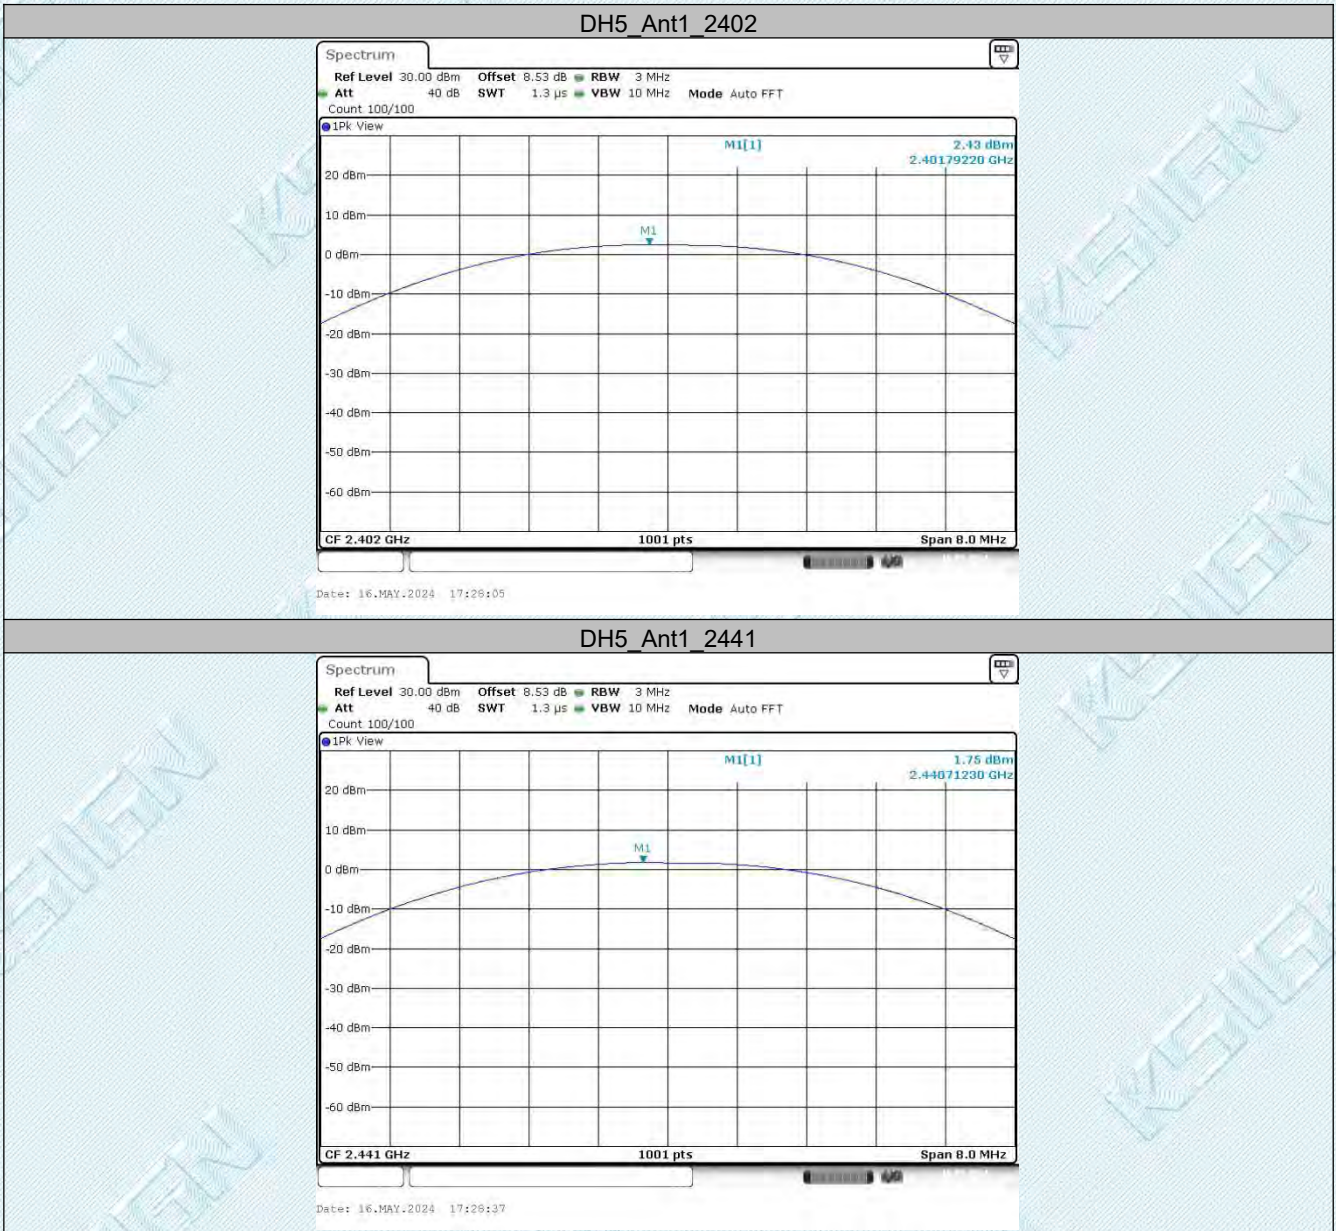 DH5_Ant1_2402
Spectrum
Ref Level 30.00 dBm Offset 8.53 dB RBW 3 MHz
Att 40 dB SWT 1.3 µs VBW 10 MHz Mode Auto FFT
Count 100/100
1Pk View
M1[1] 2.43 dBm
2.40179220 GHz
20 dBm
10 dBm
M1
0 dBm
-10 dBm
-20 dBm
-30 dBm
-40 dBm
-50 dBm
-60 dBm
CF 2.402 GHz 1001 pts Span 8.0 MHz
Date: 16.MAY.2024 17:28:05
DH5_Ant1_2441
Spectrum
Ref Level 30.00 dBm Offset 8.53 dB RBW 3 MHz
Att 40 dB SWT 1.3 µs VBW 10 MHz Mode Auto FFT
Count 100/100
1Pk View
M1[1] 1.75 dBm
2.44071230 GHz
20 dBm
10 dBm
M1
0 dBm
-10 dBm
-20 dBm
-30 dBm
-40 dBm
-50 dBm
-60 dBm
CF 2.441 GHz 1001 pts Span 8.0 MHz
Date: 16.MAY.2024 17:28:37